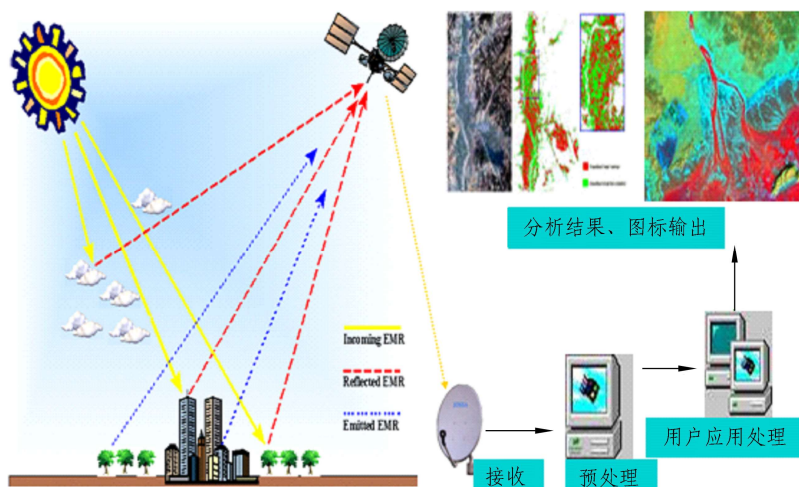 分析结果、图标输出
Incoming EMR
Reflected EMR
Emitted EMR
接收
预处理
用户应用处理